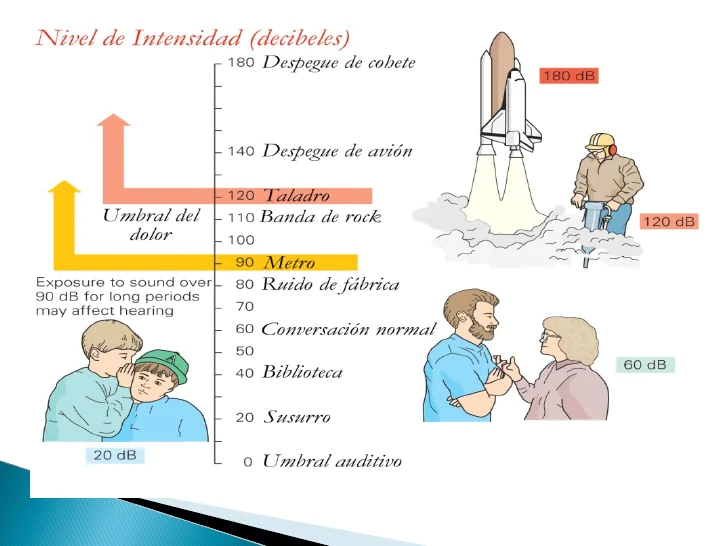 Nivel de Intensidad (decibeles)
180 Despegue de cohete
180 dB
140 Despegue de avión
120 Taladro
Umbral del
dolor
110 Banda de rock
120 dB
100
90 Metro
Exposure to sound over
90 dB for long periods
may affect hearing
80 Ruido de fábrica
70
60 Conversación normal
50
60 dB
40 Biblioteca
20 Susurro
20 dB
0 Umbral auditivo